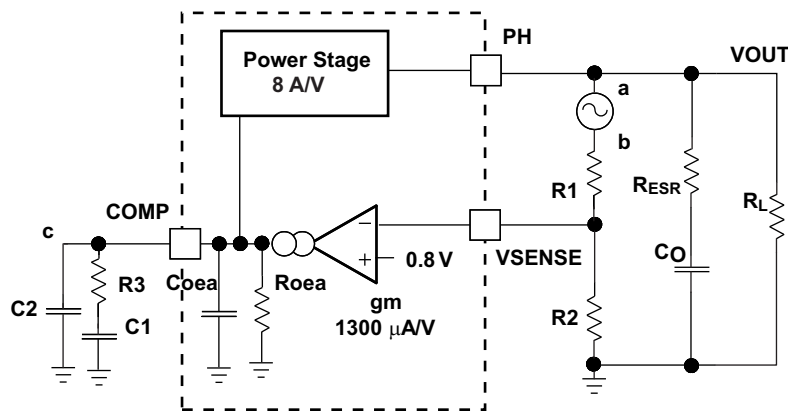 PH
VOUT
Power Stage
8 A/V
a
b
R1
RESR
RL
COMP
c
VSENSE
0.8 V
−
+
CO
R3
Coea
Roea
C2
C1
gm
1300 μA/V
R2